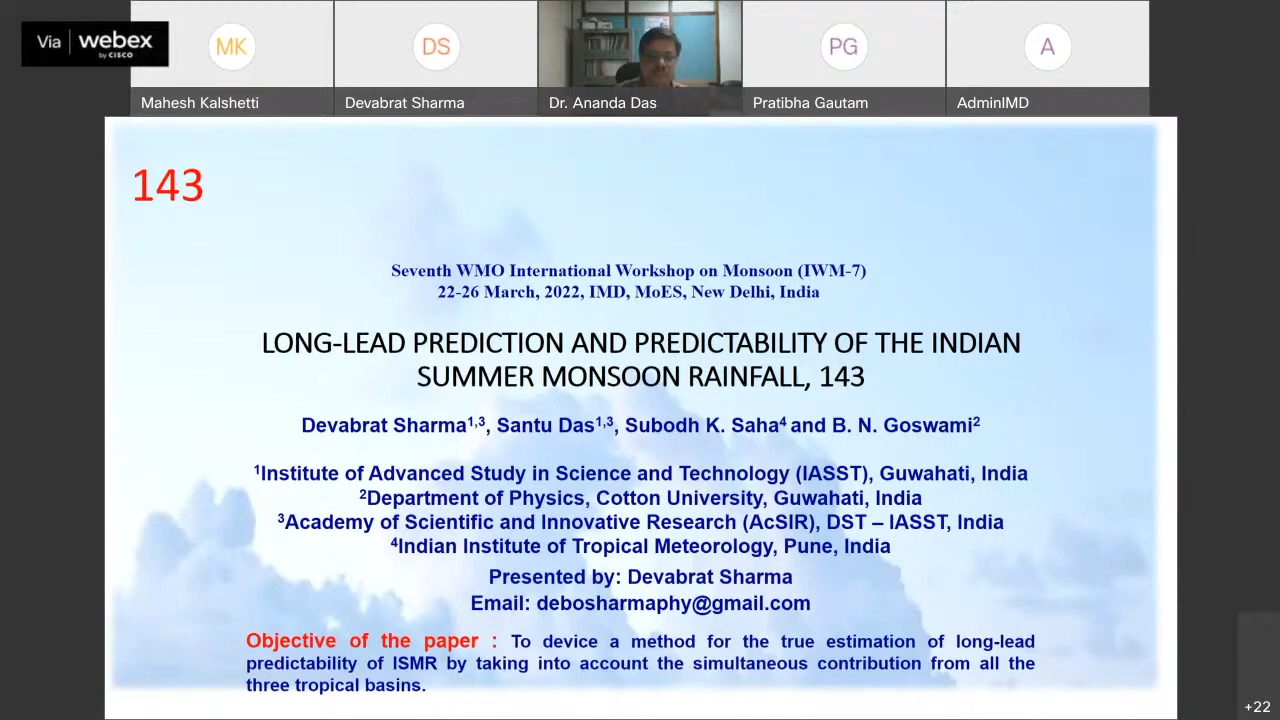 Via webex
by CISCO
MK
DS
PG
A
Mahesh Kalshetti
Devabrat Sharma
Dr. Ananda Das
Pratibha Gautam
AdminIMD
143
Seventh WMO International Workshop on Monsoon (IWM-7)
22-26 March, 2022, IMD, MoES, New Delhi, India
LONG-LEAD PREDICTION AND PREDICTABILITY OF THE INDIAN
SUMMER MONSOON RAINFALL, 143
Devabrat Sharma1,3, Santu Das1,3, Subodh K. Saha4 and B. N. Goswami2
1Institute of Advanced Study in Science and Technology (IASST), Guwahati, India
2Department of Physics, Cotton University, Guwahati, India
3Academy of Scientific and Innovative Research (AcSIR), DST – IASST, India
4Indian Institute of Tropical Meteorology, Pune, India
Presented by: Devabrat Sharma
Email: debosharmaphy@gmail.com
Objective of the paper : To device a method for the true estimation of long-lead
predictability of ISMR by taking into account the simultaneous contribution from all the
three tropical basins.
+22